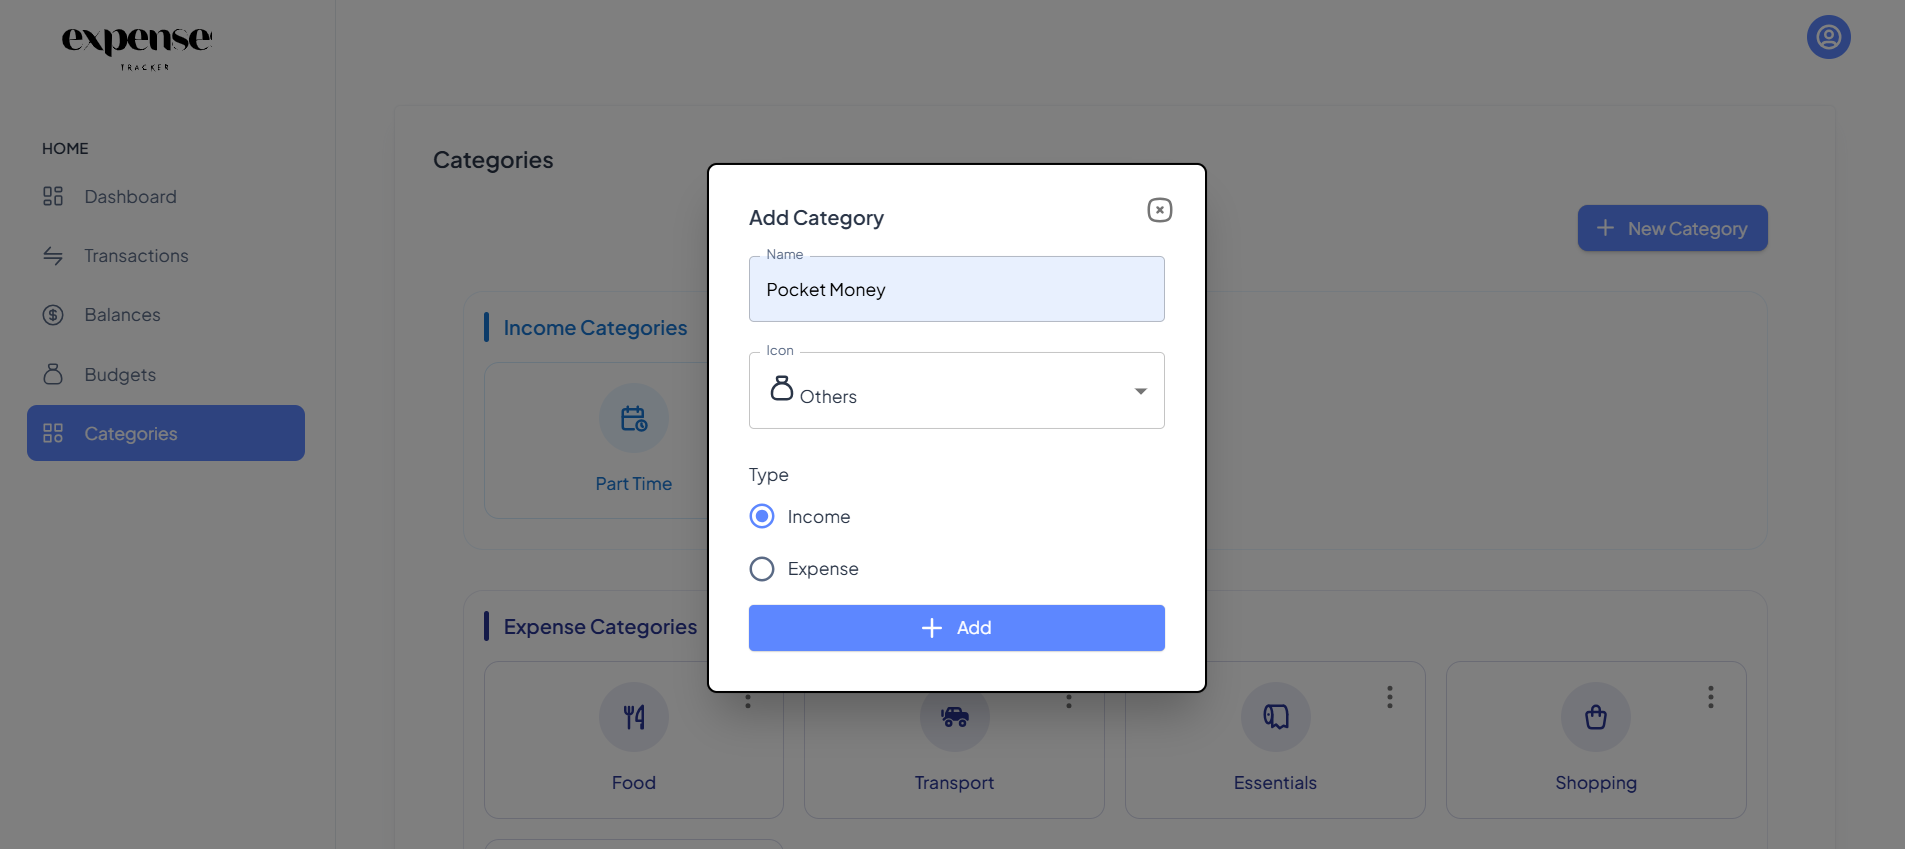 expense
TRACKER
HOME
Dashboard
Transactions
Balances
Budgets
Categories
Categories
New Category
Income Categories
Part Time
Add Category
Name
Pocket Money
Icon
Others
Type
Income
Expense
Add
Expense Categories
Food
Transport
Essentials
Shopping